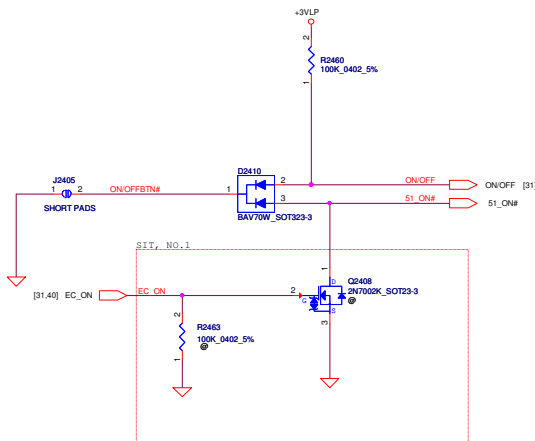 +3VLP
2
R2460
100K_0402_5%
1
J2405
1
2
ON/OFFBTN#
SHORT PADS
D2410
1
2
3
BAV70W_SOT323-3
ON/OFF
ON/OFF [31]
51_ON#
51_ON#
SIT, NO.1
1
D
Q2408
2N7002K_SOT23-3
@
[31,40] EC_ON
EC_ON
2
G
S
3
2
R2463
100K_0402_5%
@
1